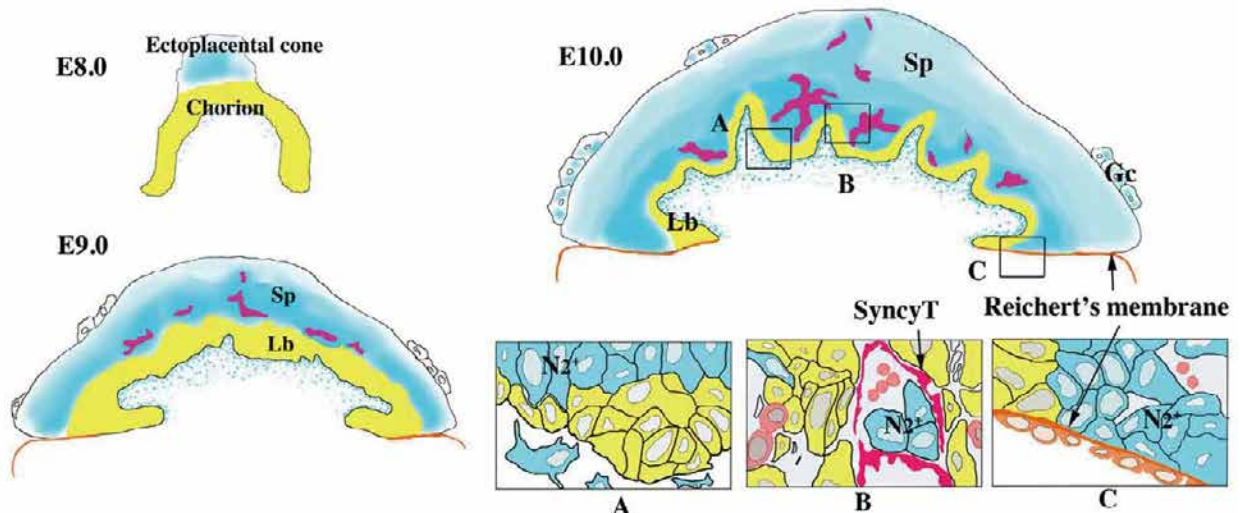 E8.0
Ectoplacental cone
Chorion
E9.0
Sp
Lb
E10.0
Sp
A
B
Gc
Lb
C
Reichert's membrane
SyncyT
N2+
A
N2+
B
N2+
C